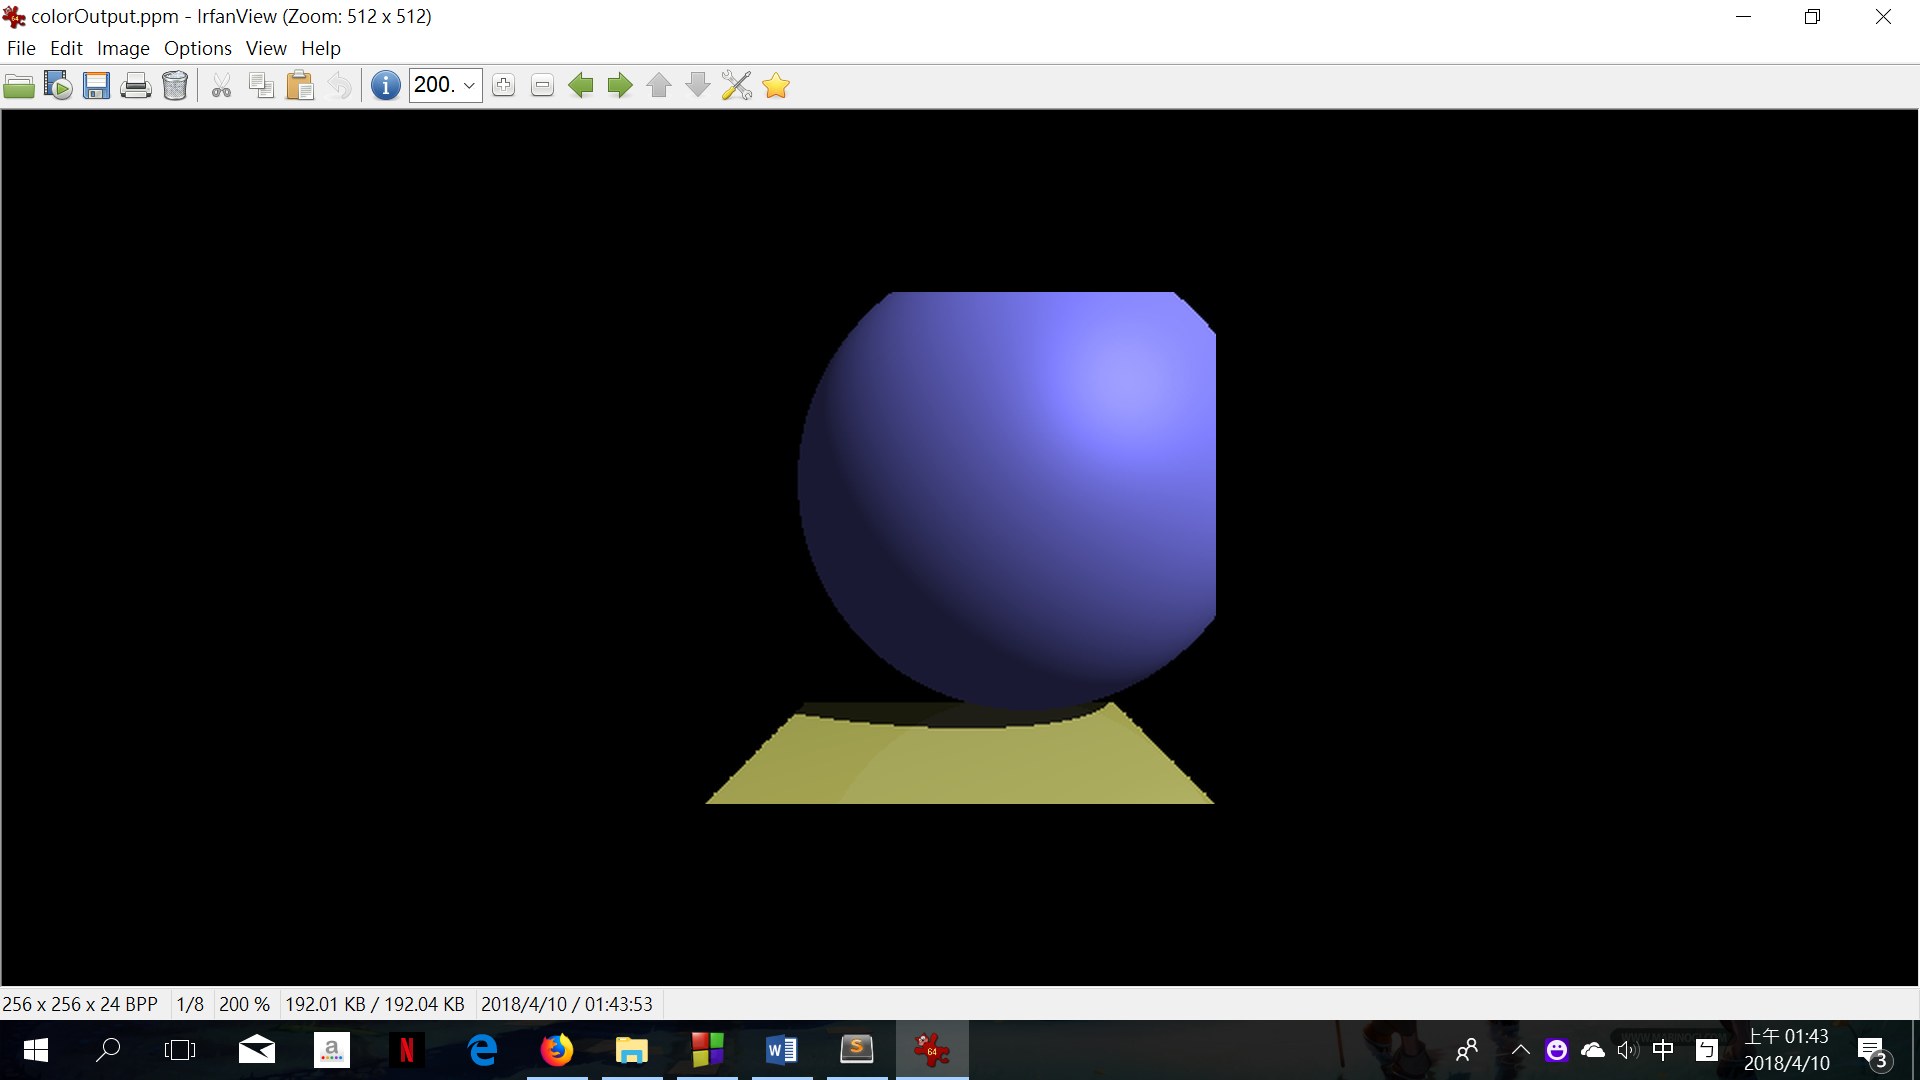 colorOutput.ppm - IrfanView (Zoom: 512 x 512)
File Edit Image Options View Help
200.
256 x 256 x 24 BPP 1/8 200 % 192.01 KB / 192.04 KB 2018/4/10 / 01:43:53
a N W S 64 中 ㄅ 上午 01:43
2018/4/10 3